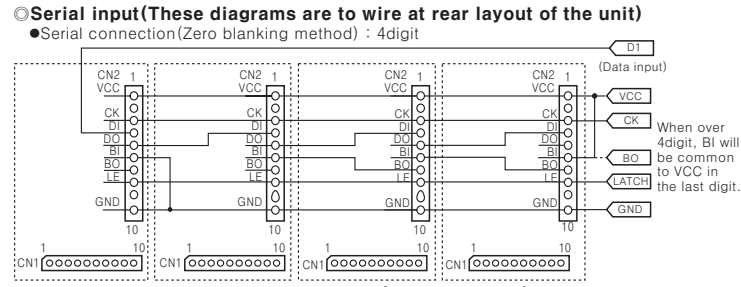 ◎Serial input(These diagrams are to wire at rear layout of the unit)
●Serial connection(Zero blanking method) : 4digit
D1
(Data input)
CN2 1
VCC
CK
DI
DO
BI
BO
LE
GND
10
1 10
CN1
CN2 1
VCC
CK
DI
DO
BI
BO
LE
GND
10
1 10
CN1
CN2 1
VCC
CK
DI
DO
BI
BO
LE
GND
10
1 10
CN1
CN2 1
VCC
CK
DI
DO
BI
BO
LE
GND
10
1 10
CN1
VCC
CK
BO
LATCH
GND
When over
4digit, BI will
be common
to VCC in
the last digit.